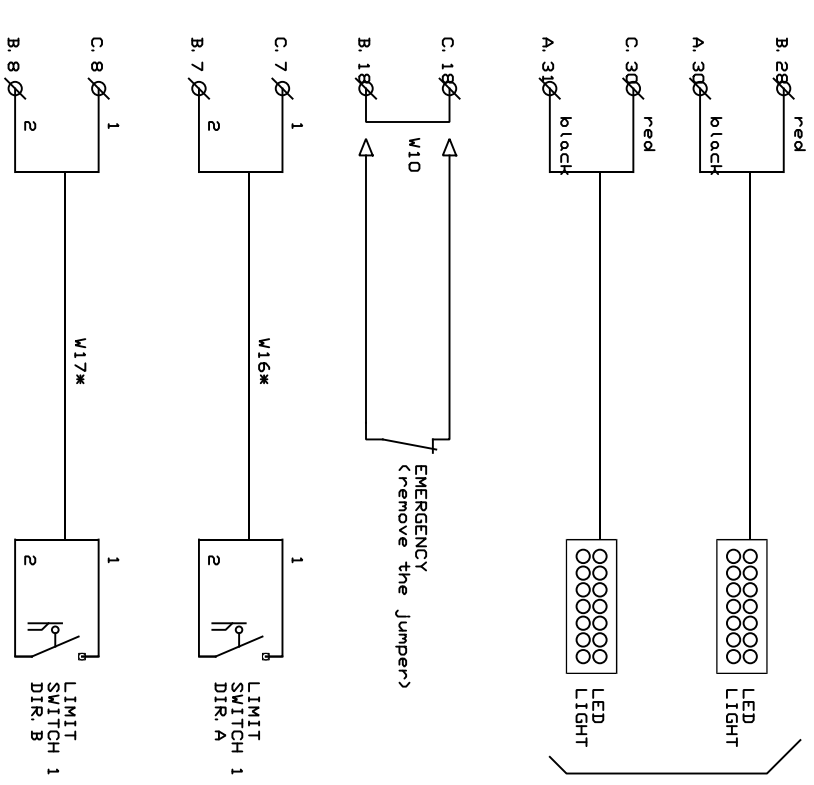 red
B. 28
LED
LIGHT
black
A. 30
red
C. 30
LED
LIGHT
black
A. 31
C. 18
W10
EMERGENCY
(remove the jumper)
B. 18
1
1
C. 7
W16*
LIMIT
SWITCH 1
DIR. A
2
2
B. 7
1
1
C. 8
W17*
LIMIT
SWITCH 1
DIR. B
2
2
B. 8